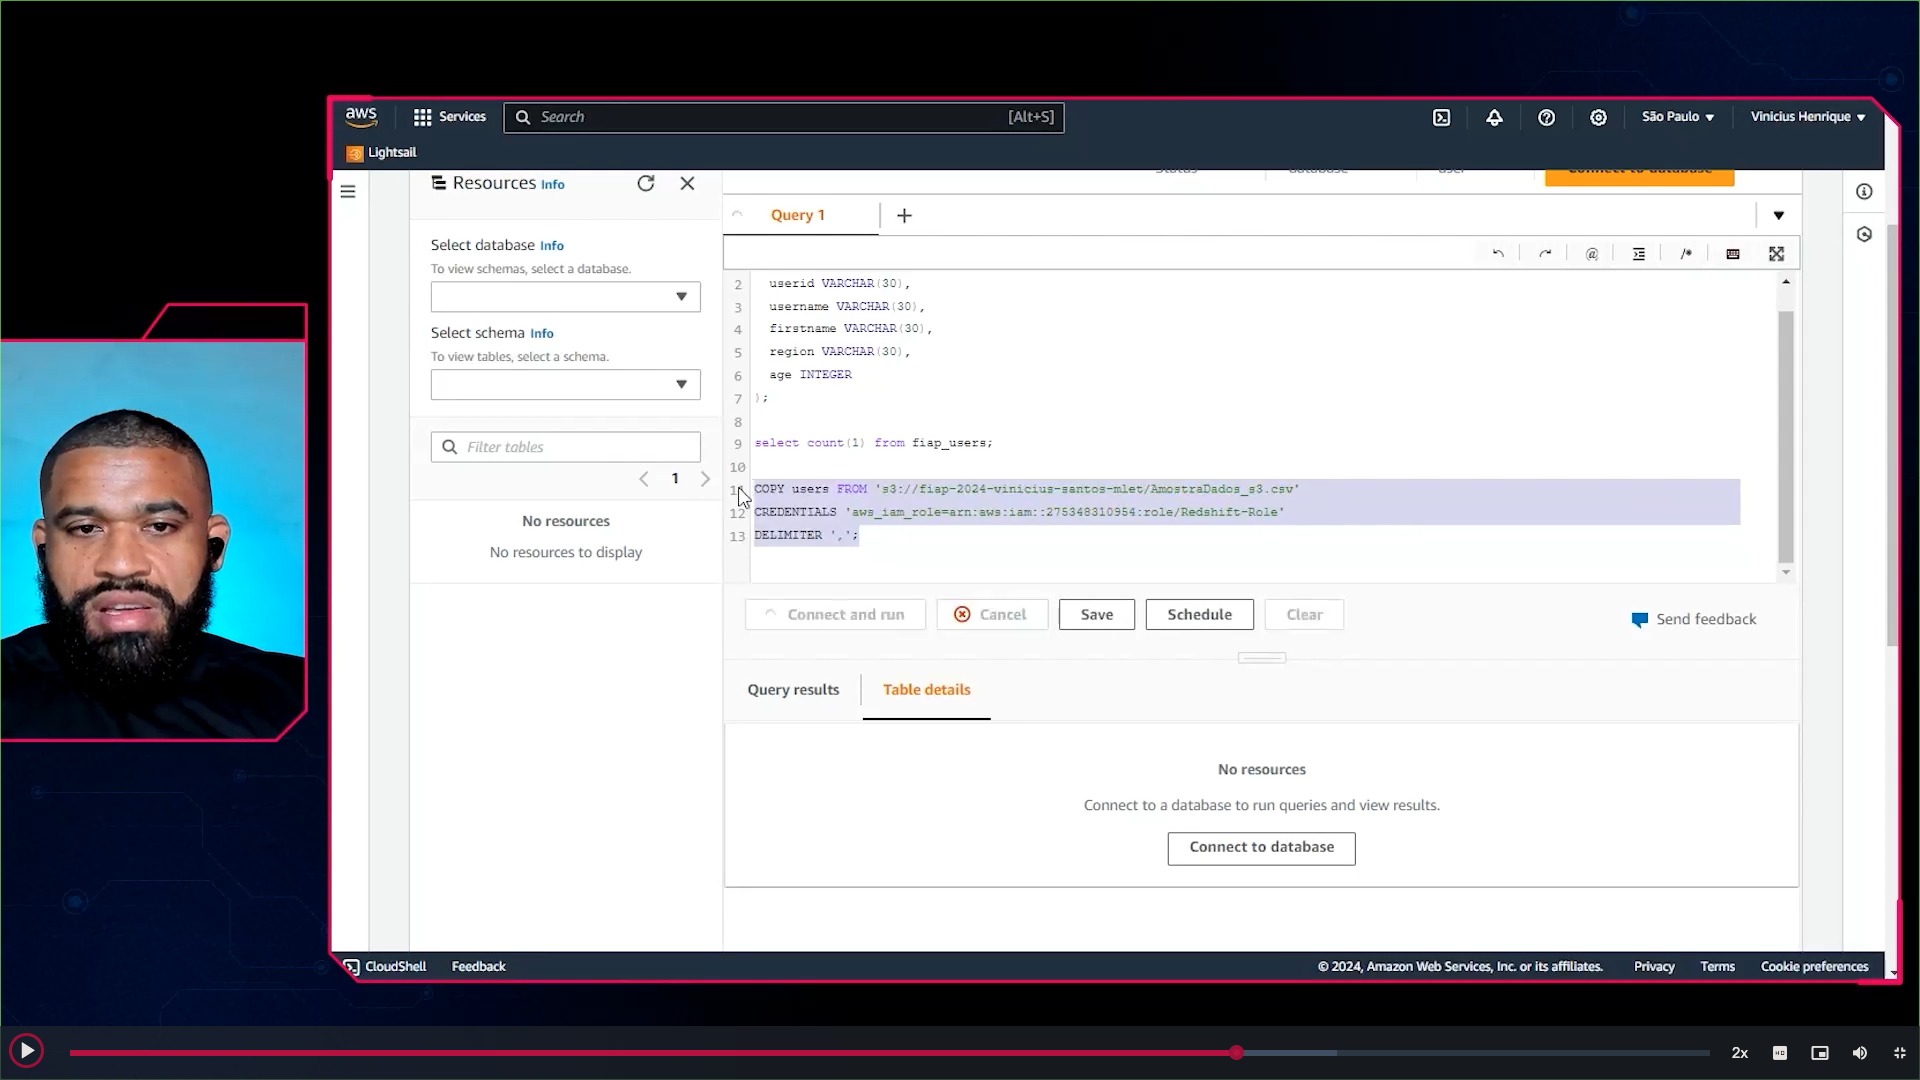 aws
Services
Search
[Alt+S]
São Paulo
Vinicius Henrique
Lightsail
Resources Info
Connect to database
Query 1
Select database Info
To view schemas, select a database.
Select schema Info
To view tables, select a schema.
Filter tables
1
No resources
No resources to display
2 userid VARCHAR(30),
3 username VARCHAR(30),
4 firstname VARCHAR(30),
5 region VARCHAR(30),
6 age INTEGER
7 );
8
9 select count(1) from fiap_users;
10
COPY users FROM 's3://fiap-2024-vinicius-santos-mlet/AmostraDados_s3.csv'
12 CREDENTIALS 'aws_iam_role=arn:aws:iam::275348310954:role/Redshift-Role'
13 DELIMITER ',';
Connect and run
Cancel
Save
Schedule
Clear
Send feedback
Query results
Table details
No resources
Connect to a database to run queries and view results.
Connect to database
CloudShell
Feedback
© 2024, Amazon Web Services, Inc. or its affiliates.
Privacy
Terms
Cookie preferences
2x